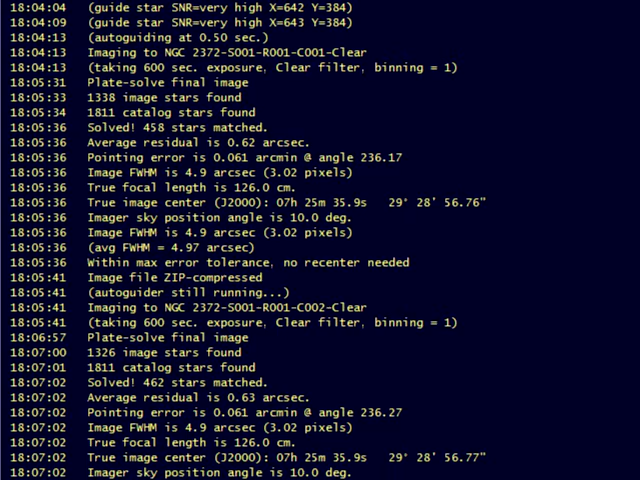 18:04:04 (guide star SNR=very high X=642 Y=384)
18:04:09 (guide star SNR=very high X=643 Y=384)
18:04:13 (autoguiding at 0.50 sec.)
18:04:13 Imaging to NGC 2372-S001-R001-C001-Clear
18:04:13 (taking 600 sec. exposure, Clear filter, binning = 1)
18:05:31 Plate-solve final image
18:05:33 1338 image stars found
18:05:34 1811 catalog stars found
18:05:36 Solved! 458 stars matched.
18:05:36 Average residual is 0.62 arcsec.
18:05:36 Pointing error is 0.061 arcmin @ angle 236.17
18:05:36 Image FWHM is 4.9 arcsec (3.02 pixels)
18:05:36 True focal length is 126.0 cm.
18:05:36 True image center (J2000): 07h 25m 35.9s 29° 28' 56.76"
18:05:36 Imager sky position angle is 10.0 deg.
18:05:36 Image FWHM is 4.9 arcsec (3.02 pixels)
18:05:36 (avg FWHM = 4.97 arcsec)
18:05:36 Within max error tolerance, no recenter needed
18:05:41 Image file ZIP-compressed
18:05:41 (autoguider still running...)
18:05:41 Imaging to NGC 2372-S001-R001-C002-Clear
18:05:41 (taking 600 sec. exposure, Clear filter, binning = 1)
18:06:57 Plate-solve final image
18:07:00 1326 image stars found
18:07:01 1811 catalog stars found
18:07:02 Solved! 462 stars matched.
18:07:02 Average residual is 0.63 arcsec.
18:07:02 Pointing error is 0.061 arcmin @ angle 236.27
18:07:02 Image FWHM is 4.9 arcsec (3.02 pixels)
18:07:02 True focal length is 126.0 cm.
18:07:02 True image center (J2000): 07h 25m 35.9s 29° 28' 56.77"
18:07:02 Imager sky position angle is 10.0 deg.